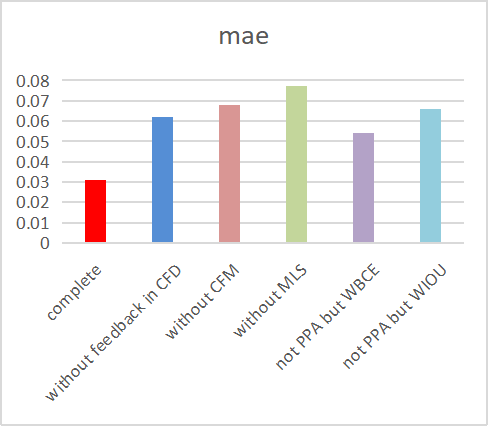 mae
0.08
0.07
0.06
0.05
0.04
0.03
0.02
0.01
0
complete
without feedback in CFD
without CFM
without MLS
not PPA but WBCE
not PPA but WIOU